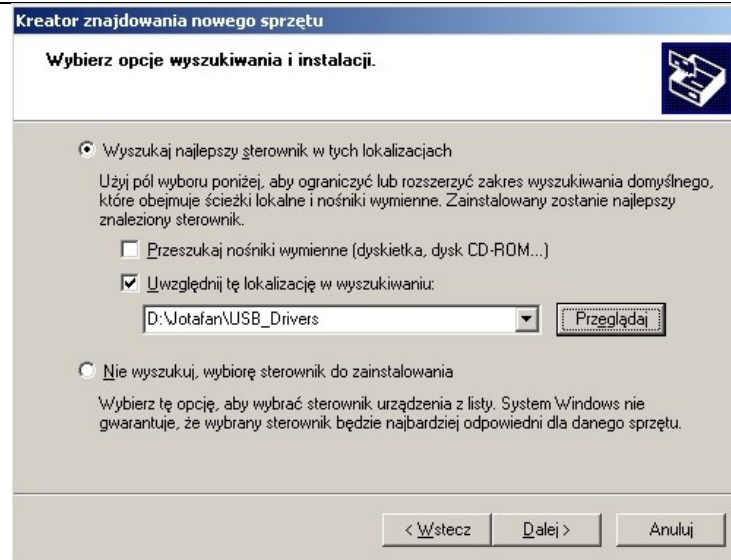 Kreator znajdowania nowego sprzętu
Wybierz opcje wyszukiwania i instalacji.
Wyszukaj najlepszy sterownik w tych lokalizacjach
Użyj pól wyboru poniżej, aby ograniczyć lub rozszerzyć zakres wyszukiwania domyślnego,
które obejmuje ścieżki lokalne i nośniki wymienne. Zainstalowany zostanie najlepszy
znaleziony sterownik.
Przeszukaj nośniki wymienne (dyskietka, dysk CD-ROM...)
Uwzględnij tę lokalizację w wyszukiwaniu:
D:\Jotafan\USB_Drivers
Przeglądaj
Nie wyszukuj, wybiorę sterownik do zainstalowania
Wybierz tę opcję, aby wybrać sterownik urządzenia z listy. System Windows nie
gwarantuje, że wybrany sterownik będzie najbardziej odpowiedni dla danego sprzętu.
< Wstecz
Dalej >
Anuluj